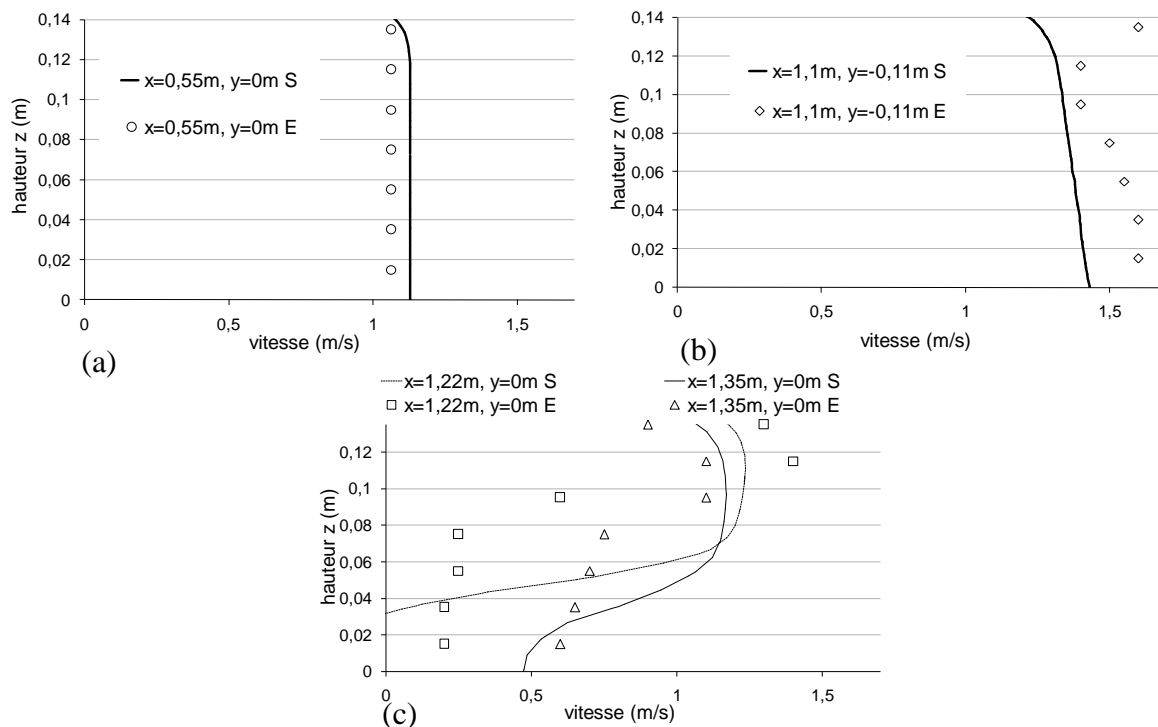 0,14
0,12
0,1
0,08
0,06
0,04
0,02
0
hauteur z (m)
x=0,55m, y=0m S
x=0,55m, y=0m E
0
0,5
1
1,5
vitesse (m/s)
(a)
0,14
0,12
0,1
0,08
0,06
0,04
0,02
0
hauteur z (m)
x=1,1m, y=-0,11m S
x=1,1m, y=-0,11m E
0
0,5
1
1,5
vitesse (m/s)
(b)
x=1,22m, y=0m S
x=1,35m, y=0m S
x=1,22m, y=0m E
x=1,35m, y=0m E
0,12
0,1
0,08
0,06
0,04
0,02
0
hauteur z (m)
0
0,5
1
1,5
vitesse (m/s)
(c)